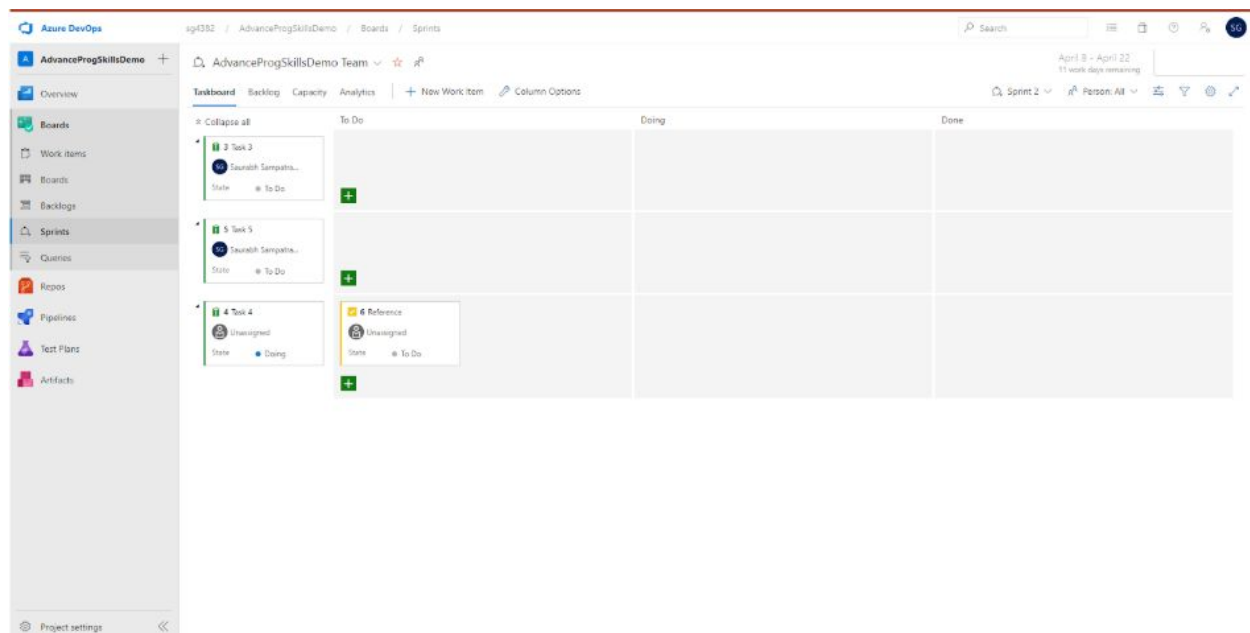 Azure DevOps
sg4382 / AdvanceProgSkillsDemo / Boards / Sprints
Search
SG
A AdvanceProgSkillsDemo
AdvanceProgSkillsDemo Team
April 8 - April 22
11 work days remaining
Overview
Boards
Work items
Boards
Backlogs
Sprints
Queries
Repos
Pipelines
Test Plans
Artifacts
Project settings
Taskboard Backlog Capacity Analytics New Work Item Column Options
Sprint 2 Person: All
Collapse all To Do Doing Done
3 Task 3
SG Saurabh Sampatra...
State To Do
5 Task 5
SG Saurabh Sampatra...
State To Do
4 Task 4
Unassigned
State Doing
6 Reference
Unassigned
State To Do